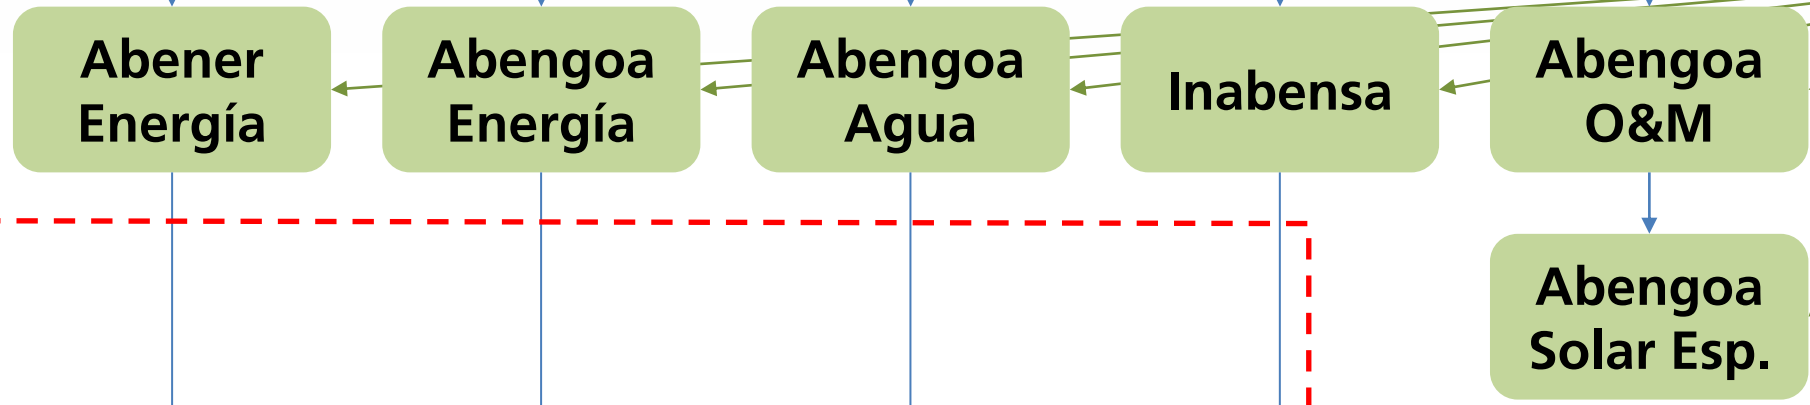 Abener
Energía
Abengoa
Energía
Abengoa
Agua
Inabensa
Abengoa
O&M
Abengoa
Solar Esp.